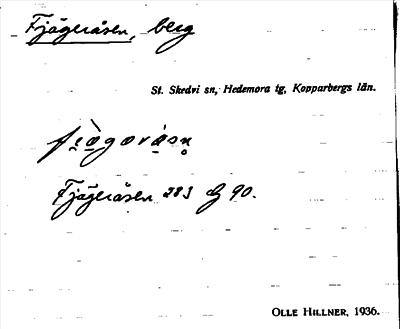 Fjägeråsen, berg
St. Skedvi sn, Hedemora tg, Kopparbergs län.
Fjägeråsen 283 90.
OLLE HILLNER, 1936.